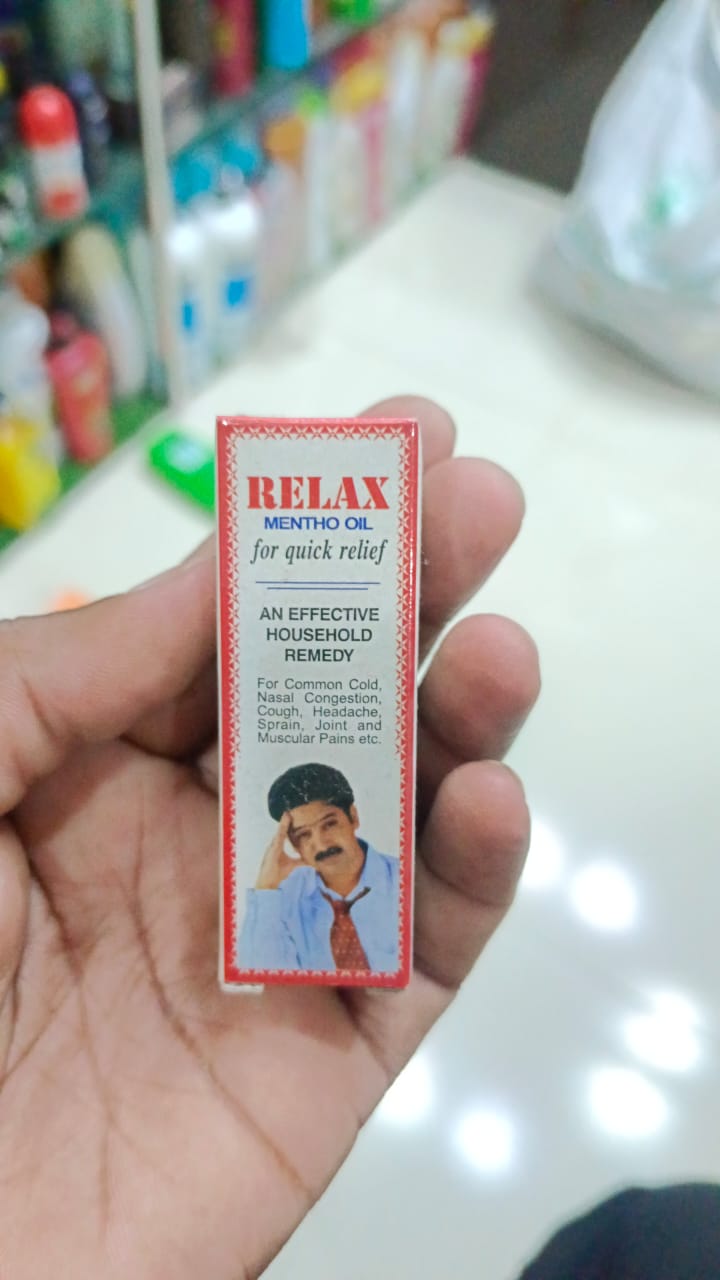 RELAX
MENTHO OIL
for quick relief
AN EFFECTIVE
HOUSEHOLD
REMEDY
For Common Cold,
Nasal Congestion,
Cough, Headache,
Sprain, Joint and
Muscular Pains etc.